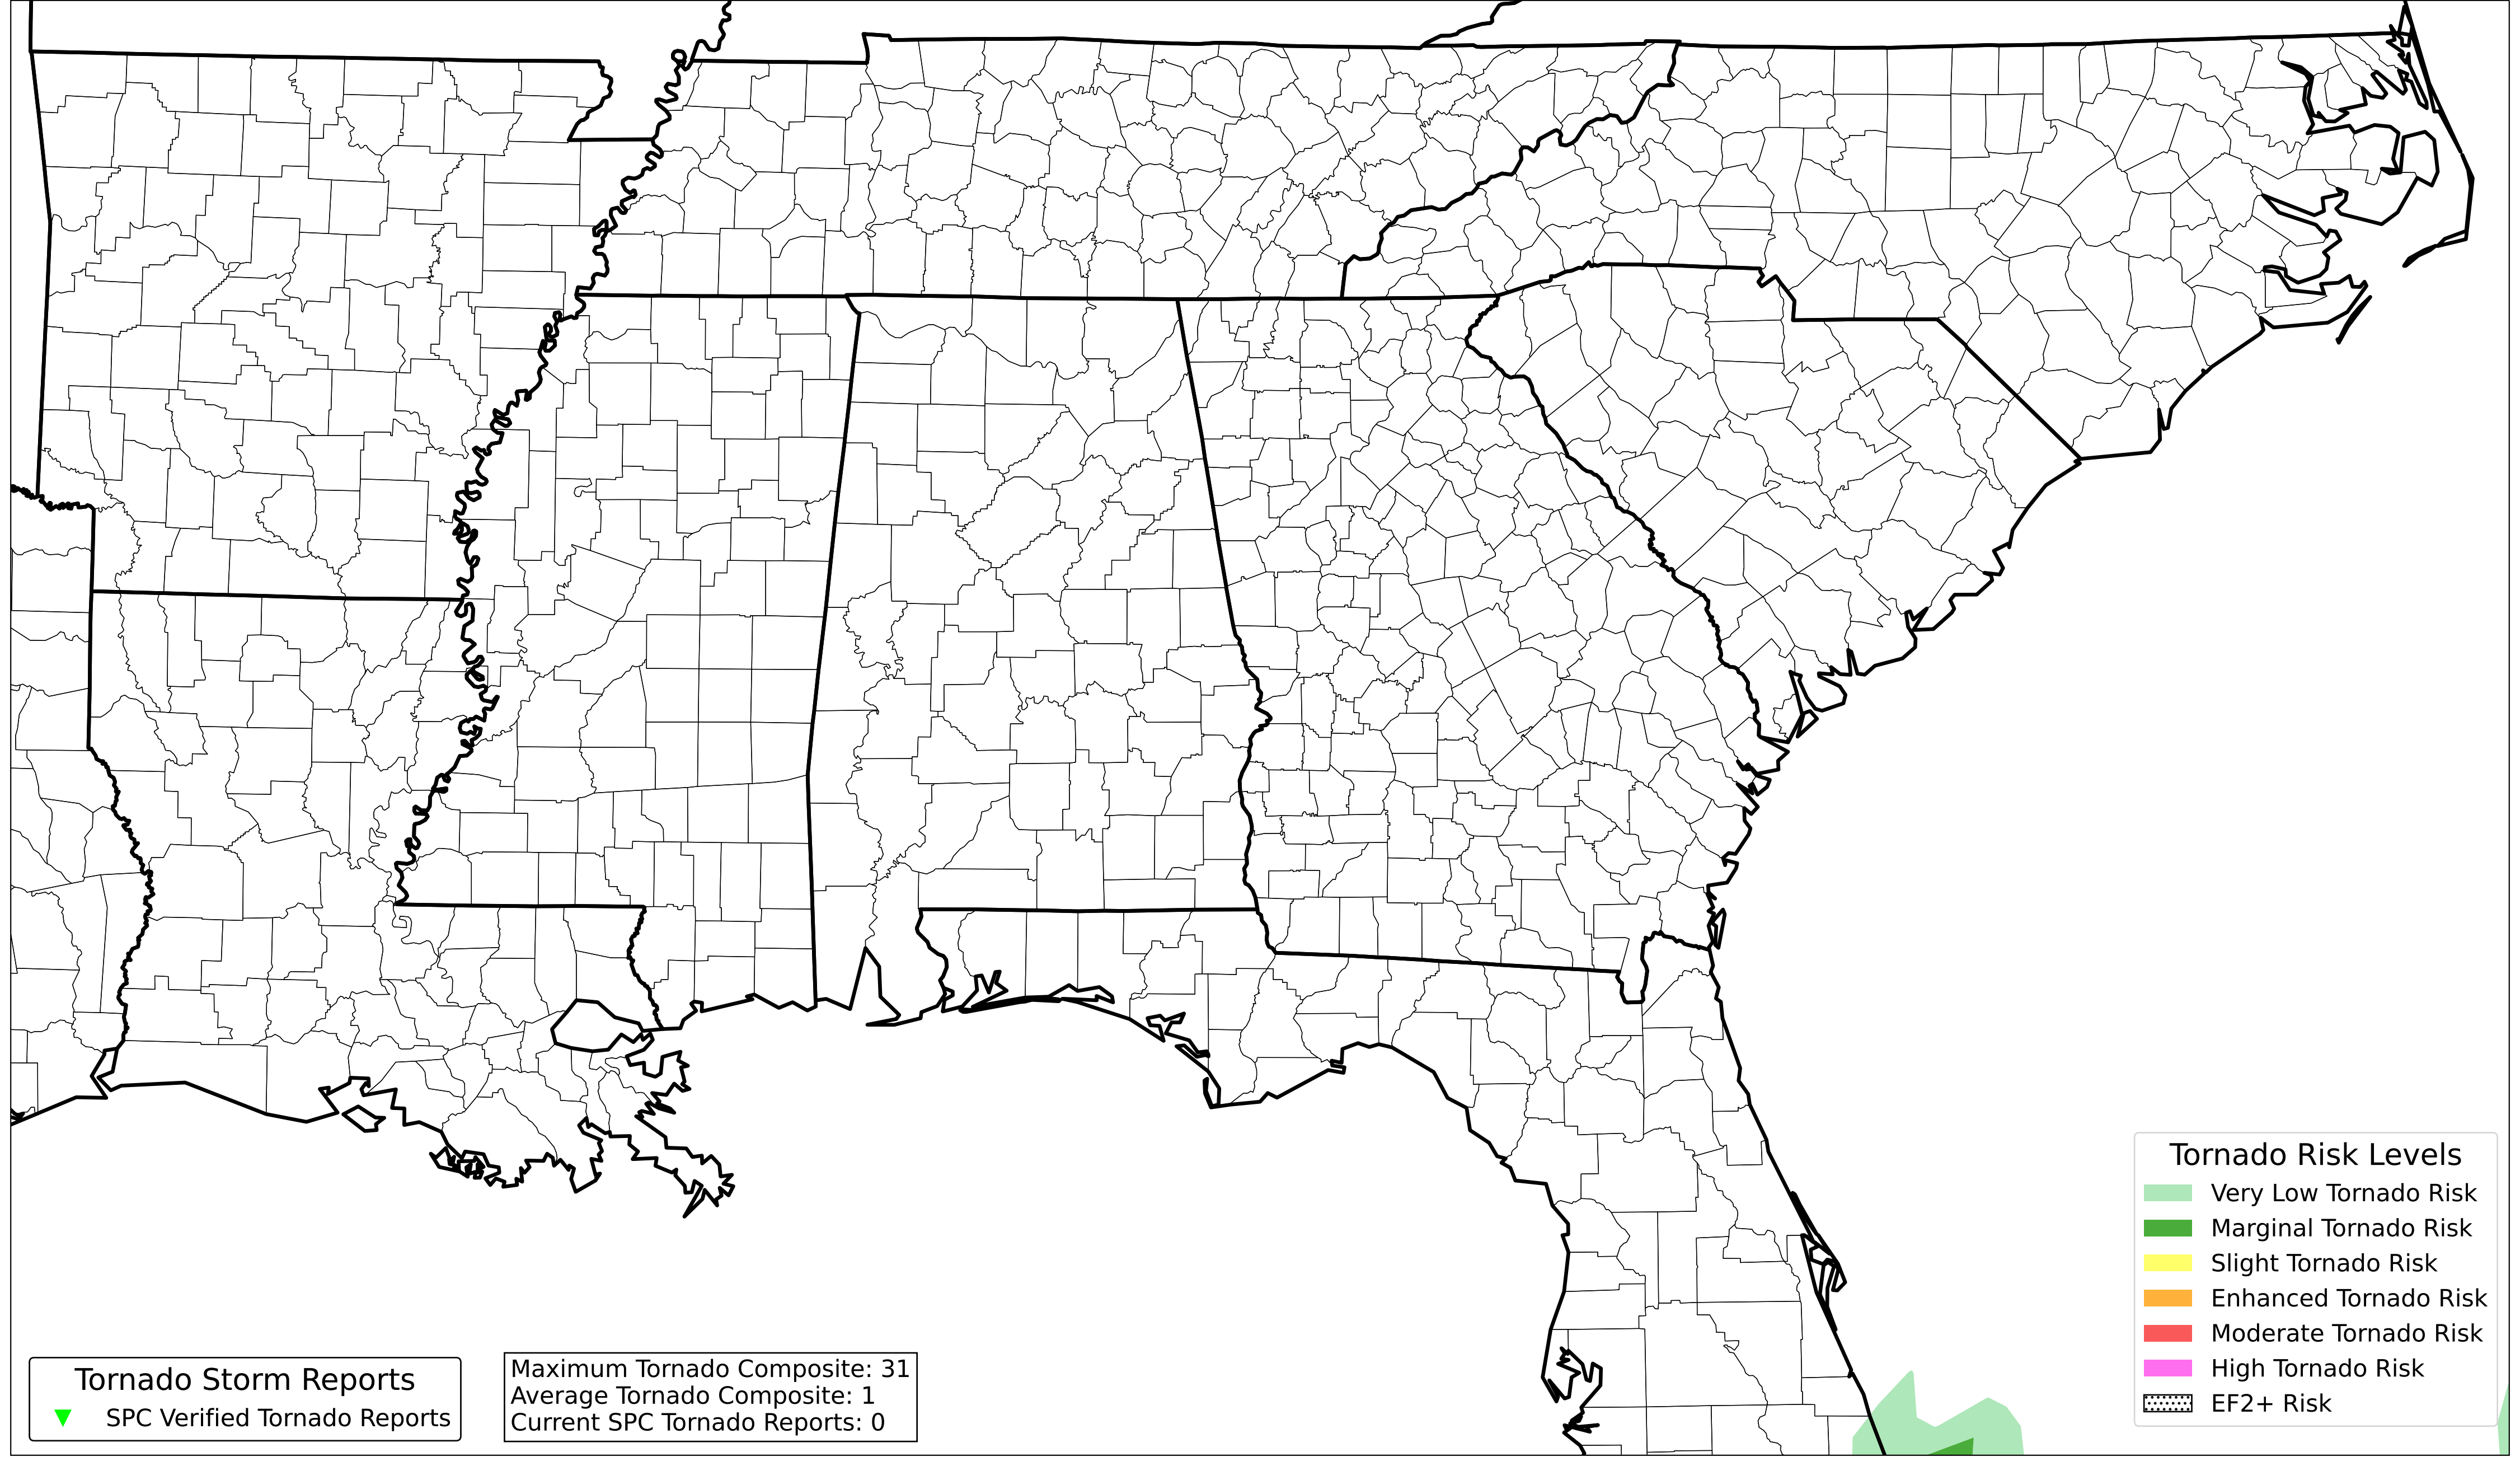 Tornado Risk Levels
Very Low Tornado Risk
Marginal Tornado Risk
Slight Tornado Risk
Enhanced Tornado Risk
Moderate Tornado Risk
High Tornado Risk
EF2+ Risk
Tornado Storm Reports
SPC Verified Tornado Reports
Maximum Tornado Composite: 31
Average Tornado Composite: 1
Current SPC Tornado Reports: 0